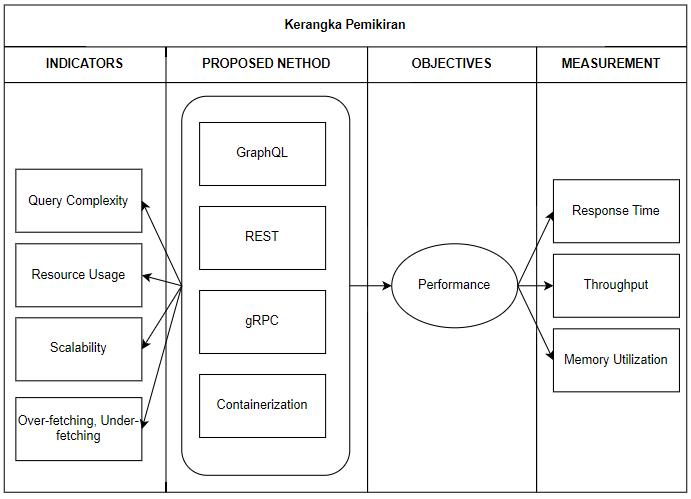 Kerangka Pemikiran
INDICATORS
PROPOSED NETHOD
OBJECTIVES
MEASUREMENT
Query Complexity
Resource Usage
Scalability
Over-fetching, Under-
fetching
GraphQL
REST
gRPC
Containerization
Performance
Response Time
Throughput
Memory Utilization